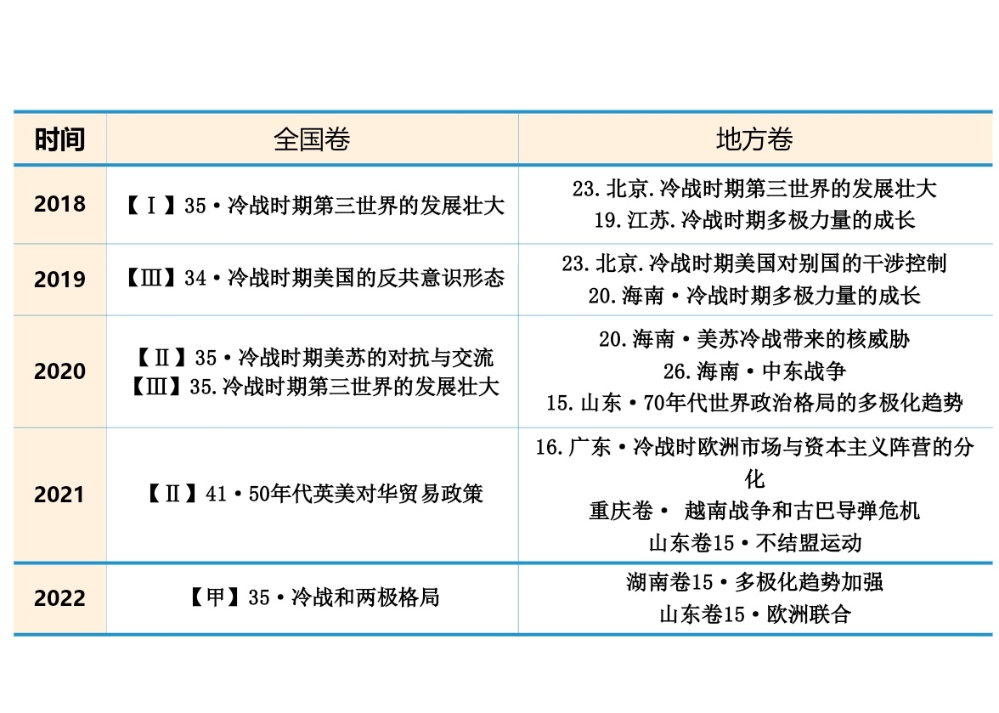 时间 全国卷 地方卷
2018
【Ⅰ】35·冷战时期第三世界的发展壮大
23.北京.冷战时期第三世界的发展壮大
19.江苏.冷战时期多极力量的成长
2019
【Ⅲ】34·冷战时期美国的反共意识形态
23.北京.冷战时期美国对别国的干涉控制
20.海南·冷战时期多极力量的成长
2020
【Ⅱ】35·冷战时期美苏的对抗与交流
【Ⅲ】35.冷战时期第三世界的发展壮大
20.海南·美苏冷战带来的核威胁
26.海南·中东战争
15.山东·70年代世界政治格局的多极化趋势
2021
【Ⅱ】41·50年代英美对华贸易政策
16.广东·冷战时欧洲市场与资本主义阵营的分
化
重庆卷· 越南战争和古巴导弹危机
山东卷15·不结盟运动
2022
【甲】35·冷战和两极格局
湖南卷15·多极化趋势加强
山东卷15·欧洲联合